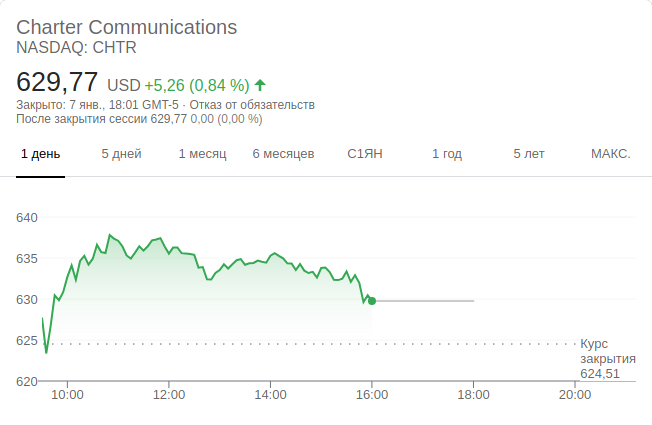 Charter Communications
NASDAQ: CHTR
629,77 USD +5,26 (0,84 %) ↑
Закрыто: 7 янв., 18:01 GMT-5 · Отказ от обязательств
После закрытия сессии 629,77 0,00 (0,00 %)
1 день 5 дней 1 месяц 6 месяцев С1ЯН 1 год 5 лет МАКС.
640
635
630
625
Курс
закрытия
624,51
620
10:00 12:00 14:00 16:00 18:00 20:00